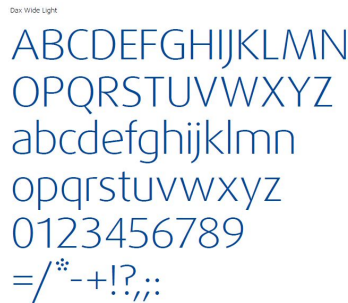 Dax Wide Light
ABCDEFGHIJKLMN
OPQRSTUVWXYZ
abcdefghijklmn
opqrstuvwxyz
0123456789
=/*-+!?,;: